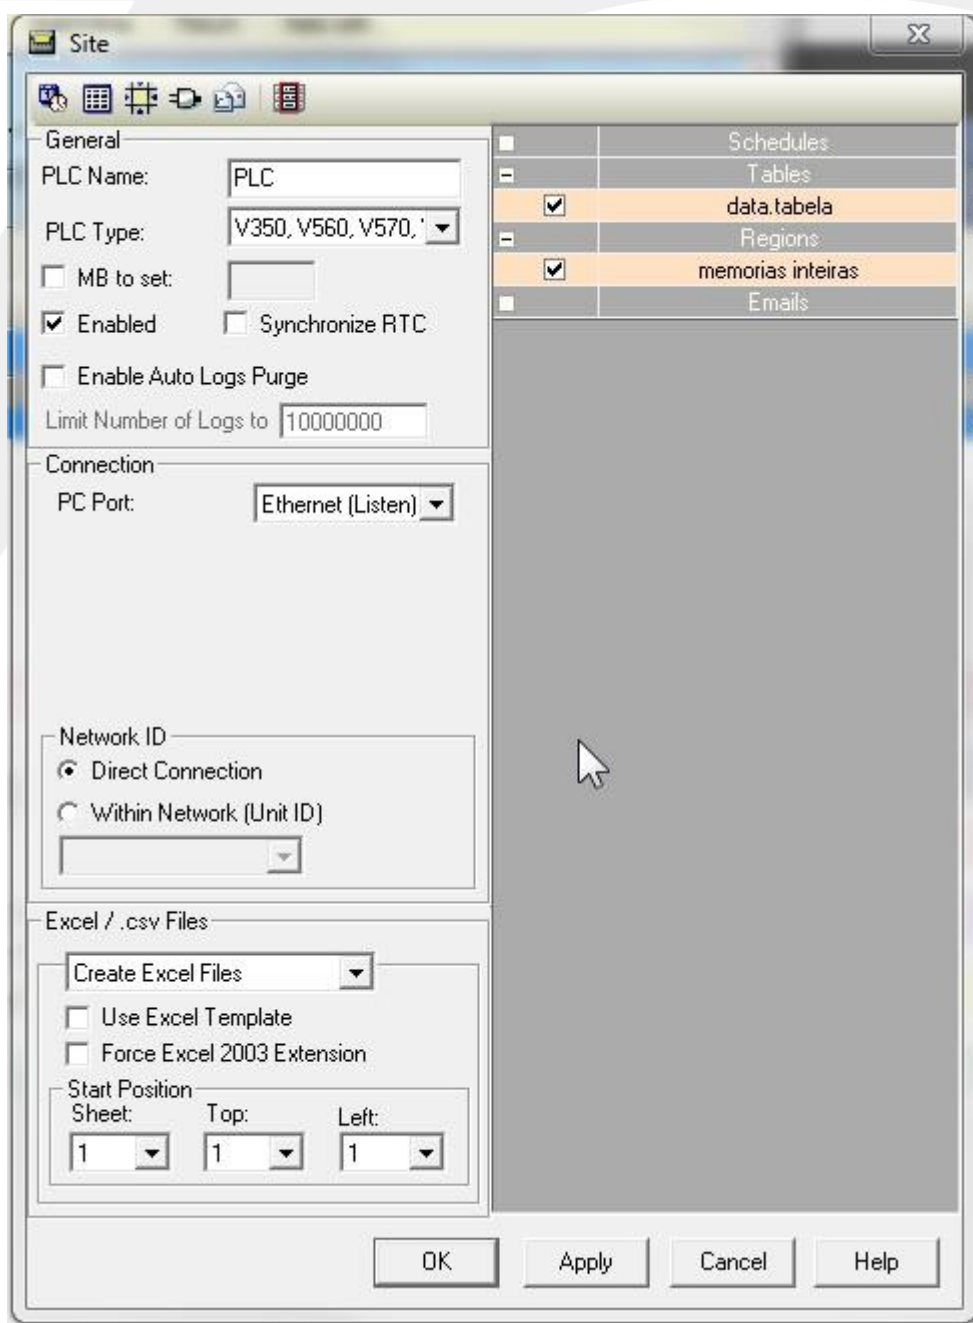 Site
General
PLC Name: PLC
PLC Type: V350, V560, V570,
MB to set:
Enabled Synchronize RTC
Enable Auto Logs Purge
Limit Number of Logs to 10000000
Connection
PC Port: Ethernet (Listen)
Network ID
Direct Connection
Within Network (Unit ID)
Excel / .csv Files
Create Excel Files
Use Excel Template
Force Excel 2003 Extension
Start Position
Sheet: Top: Left:
1 1 1
Schedules
Tables
data.tabela
Regions
memorias inteiras
Emails
OK Apply Cancel Help